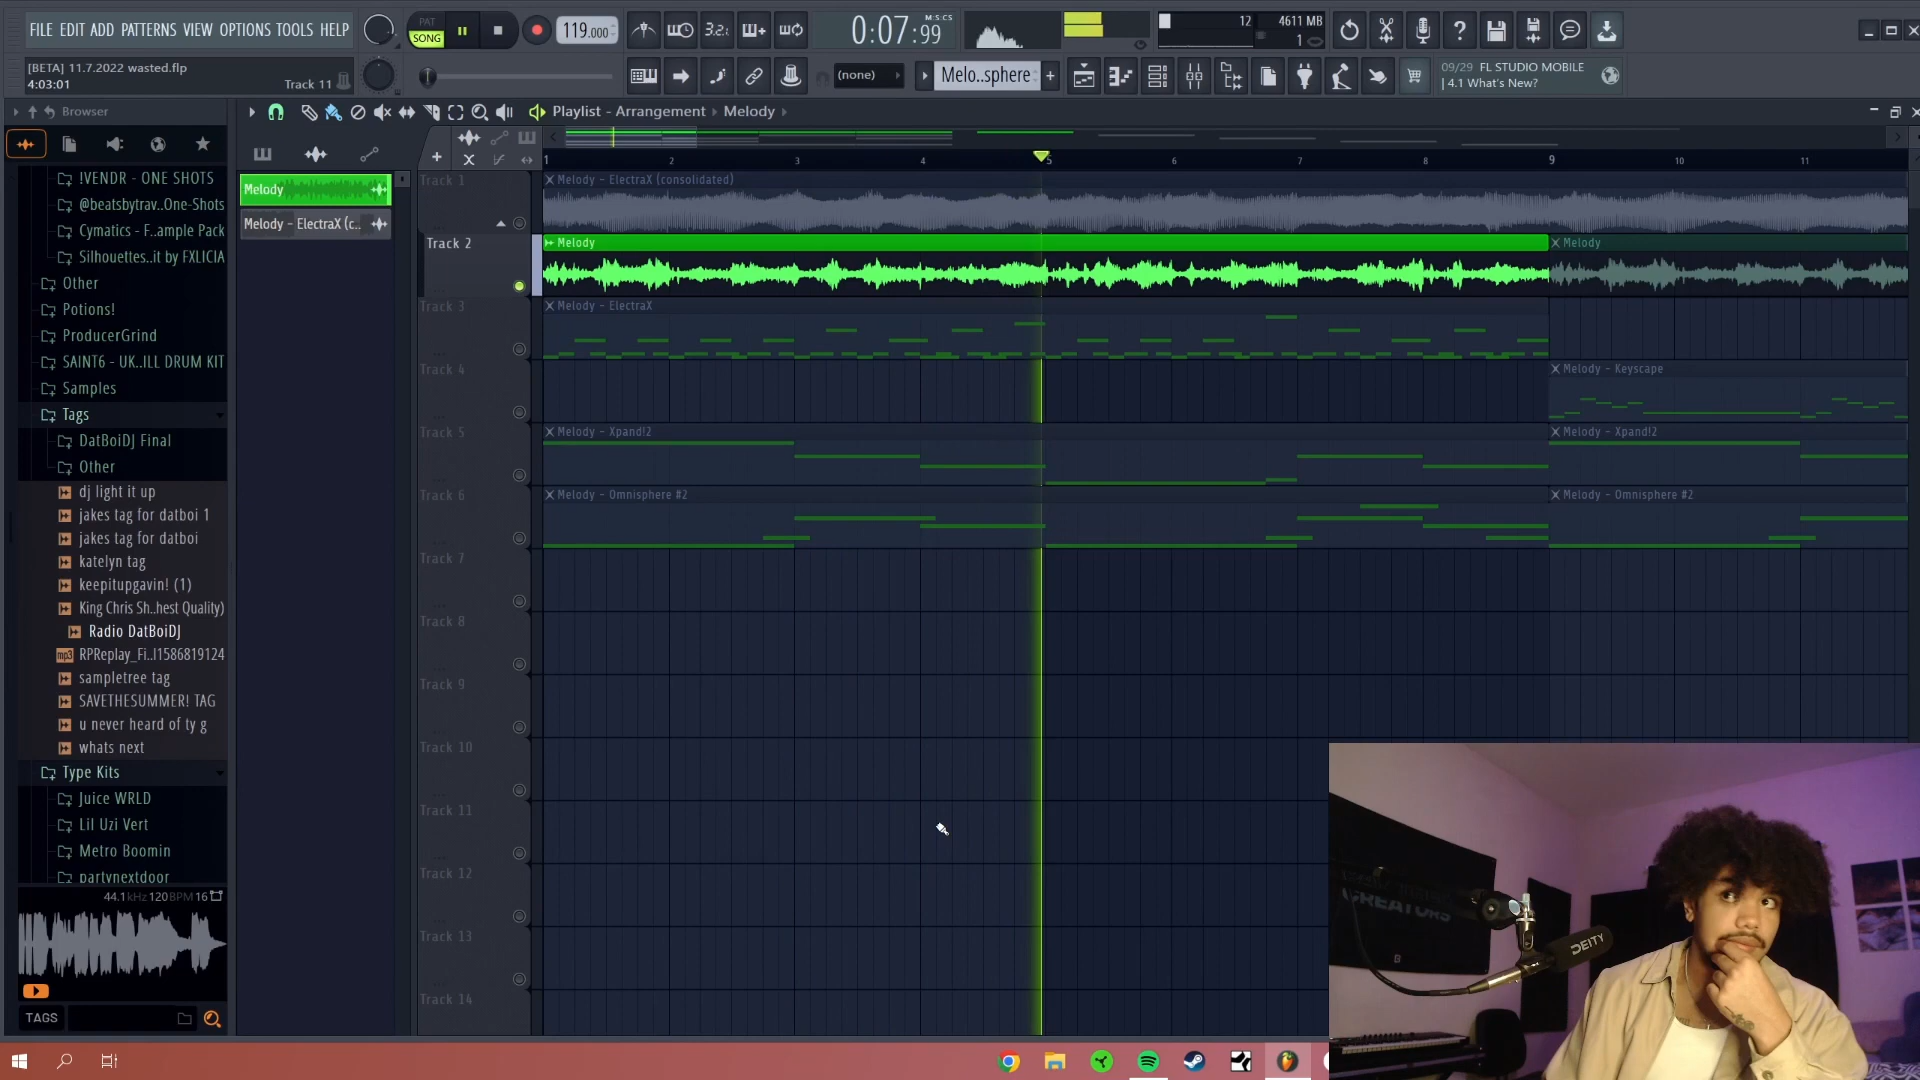 FILE EDIT ADD PATTERNS VIEW OPTIONS TOOLS HELP
PAT
SONG
119.000
3.2.
0:07:99
M:S:CS
12
4611 MB
1
[BETA] 11.7.2022 wasted.flp
4:03:01
Track 11
(none)
Melo..sphere
09/29 FL STUDIO MOBILE
| 4.1 What's New?
Browser
Playlist - Arrangement
Melody
!VENDR - ONE SHOTS
@beatsbytrav..One-Shots
Cymatics - F..ample Pack
Silhouettes..it by FXLICIA
Other
Potions!
ProducerGrind
SAINT6 - UK..ILL DRUM KIT
Samples
Tags
DatBoiDJ Final
Other
dj light it up
jakes tag for datboi 1
jakes tag for datboi
katelyn tag
keepitupgavin! (1)
King Chris Sh..hest Quality)
Radio DatBoiDJ
mp3
RPReplay_Fi..l1586819124
sampletree tag
SAVETHESUMMER! TAG
u never heard of ty g
whats next
Type Kits
Juice WRLD
Lil Uzi Vert
Metro Boomin
partynextdoor
44.1kHz 120BPM 16
TAGS
Melody
Melody - ElectraX (c..
1
2
3
4
5
6
7
8
9
10
11
Track 1
Melody - ElectraX (consolidated)
Track 2
Melody
Melody
Track 3
Melody - ElectraX
Track 4
Melody - Keyscape
Track 5
Melody - Xpand!2
Melody - Xpand!2
Track 6
Melody - Omnisphere #2
Melody - Omnisphere #2
Track 7
Track 8
Track 9
Track 10
Track 11
Track 12
Track 13
Track 14
CREATORS
DEITY